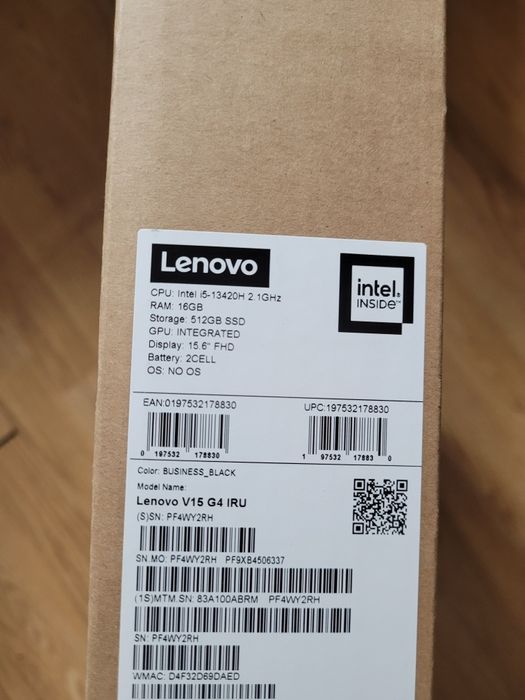 Lenovo
intel.
INSIDE™
CPU: Intel i5-13420H 2.1GHz
RAM: 16GB
Storage: 512GB SSD
GPU: INTEGRATED
Display: 15.6" FHD
Battery: 2CELL
OS: NO OS
EAN:0197532178830
UPC:197532178830
0 197532 178830
1 97532 17883 0
Color: BUSINESS_BLACK
Model Name:
Lenovo V15 G4 IRU
(S)SN: PF4WY2RH
SN.MO: PF4WY2RH PF9XB4506337
(1S)MTM.SN: 83A100ABRM PF4WY2RH
SN: PF4WY2RH
WMAC: D4F32D69DAED